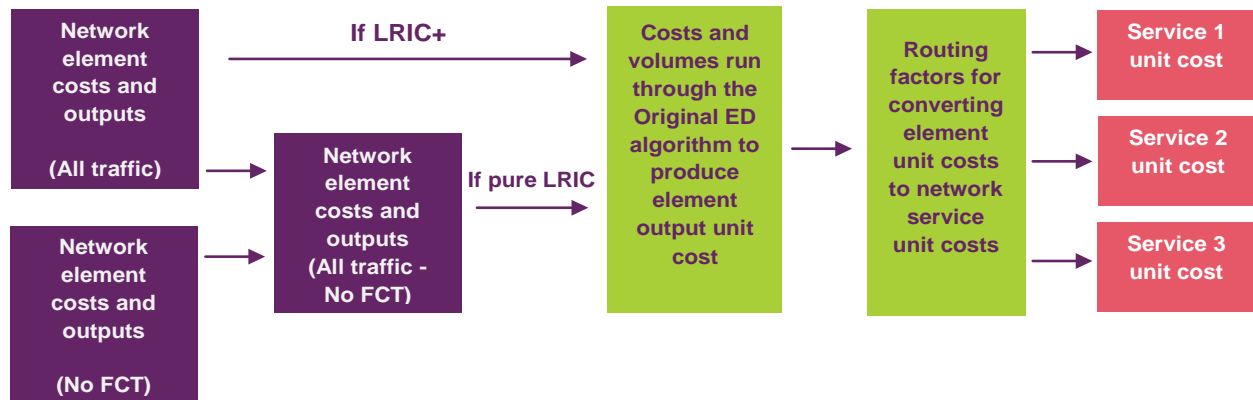 Network
element
costs and
outputs
(All traffic)
Network
element
costs and
outputs
(No FCT)
If LRIC+
Network
element
costs and
outputs
(All traffic -
No FCT)
If pure LRIC
Costs and
volumes run
through the
Original ED
algorithm to
produce
element
output unit
cost
Routing
factors for
converting
element
unit costs
to network
service
unit costs
Service 1
unit cost
Service 2
unit cost
Service 3
unit cost